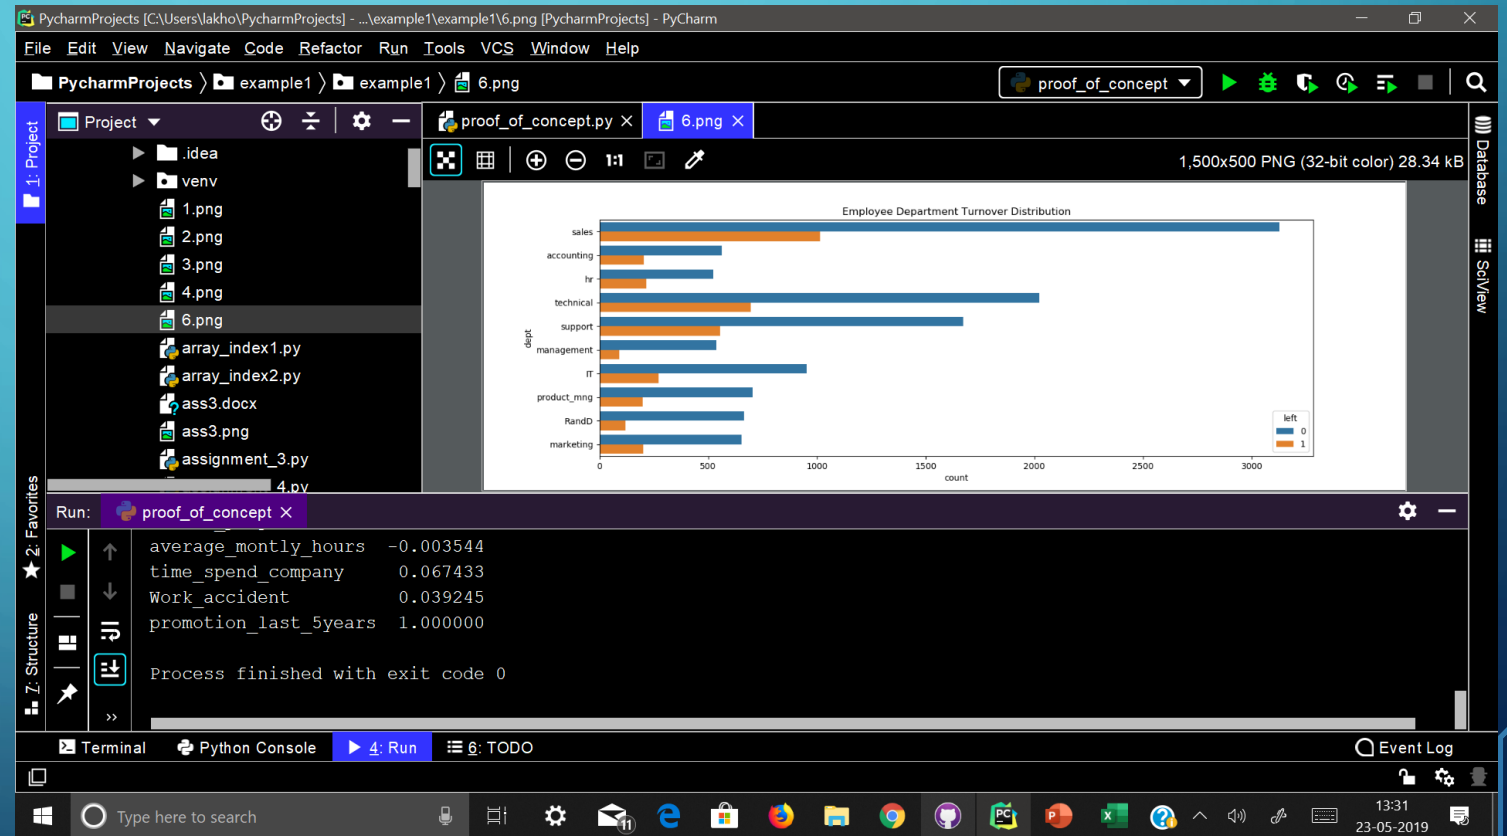 PycharmProjects [C:\Users\lakho\PycharmProjects] - ...\example1\example1\6.png [PycharmProjects] - PyCharm
File Edit View Navigate Code Refactor Run Tools VCS Window Help
PycharmProjects example1 example1 6.png
proof_of_concept
1: Project
Project
proof_of_concept.py
6.png
1:1
1,500x500 PNG (32-bit color) 28.34 kB
Database
SciView
.idea
venv
1.png
2.png
3.png
4.png
6.png
array_index1.py
array_index2.py
ass3.docx
ass3.png
assignment_3.py
4.py
Employee Department Turnover Distribution
dept
sales
accounting
hr
technical
support
management
IT
product_mng
RandD
marketing
left
0
1
0 500 1000 1500 2000 2500 3000
count
2: Favorites
Z: Structure
Run: proof_of_concept
average_montly_hours -0.003544
time_spend_company 0.067433
Work_accident 0.039245
promotion_last_5years 1.000000
Process finished with exit code 0
Terminal Python Console 4: Run 6: TODO Event Log
Type here to search
11
13:31
23-05-2019